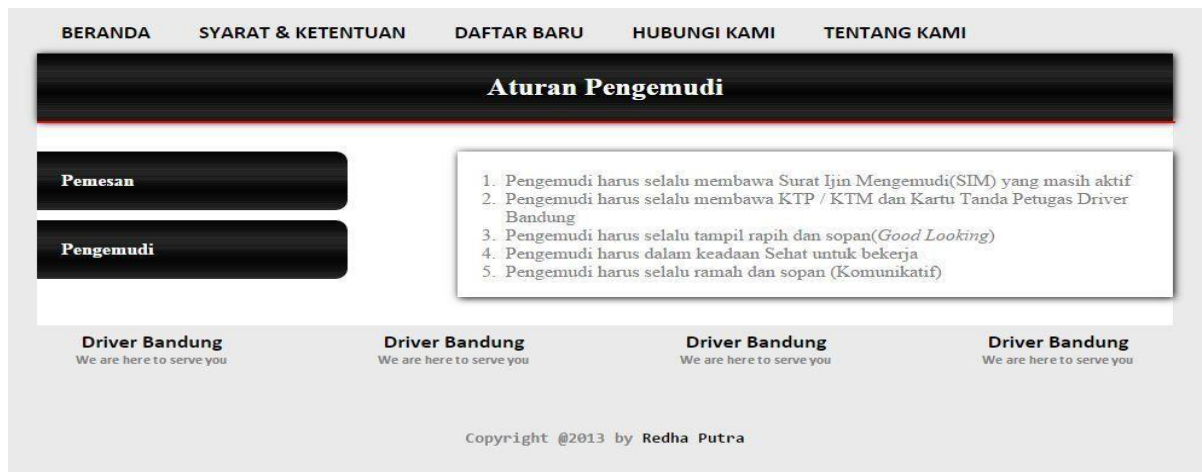 BERANDA SYARAT & KETENTUAN DAFTAR BARU HUBUNGI KAMI TENTANG KAMI
Aturan Pengemudi
Pemesan
Pengemudi
1. Pengemudi harus selalu membawa Surat Ijin Mengemudi(SIM) yang masih aktif
2. Pengemudi harus selalu membawa KTP / KTM dan Kartu Tanda Petugas Driver
Bandung
3. Pengemudi harus selalu tampil rapih dan sopan(Good Looking)
4. Pengemudi harus dalam keadaan Sehat untuk bekerja
5. Pengemudi harus selalu ramah dan sopan (Komunikatif)
Driver Bandung Driver Bandung Driver Bandung Driver Bandung
We are here to serve you We are here to serve you We are here to serve you We are here to serve you
Copyright @2013 by Redha Putra